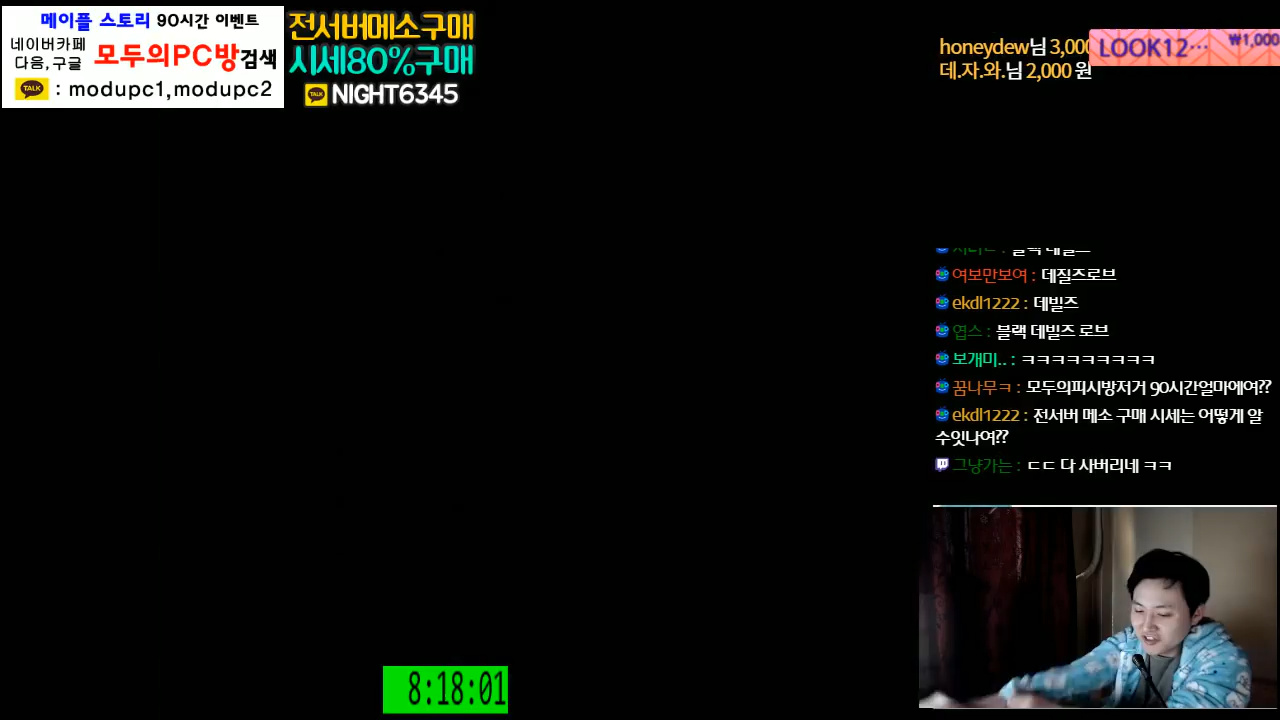 메이플 스토리 90시간 이벤트
네이버카페
다음,구글
모두의PC방검색
TALK : modupc1,modupc2
전서버메소구매
시세80%구매
TALK NIGHT6345
honeydew님 3,000
데.자.와.님 2,000 원
LOOK12… ₩1,000
여보만보여 : 데질즈로브
ekdl1222 : 데빌즈
엽스 : 블랙 데빌즈 로브
보개미.. : ㅋㅋㅋㅋㅋㅋㅋㅋㅋ
꿈나무ㅋ : 모두의피시방저거 90시간얼마에여??
ekdl1222 : 전서버 메소 구매 시세는 어떻게 알
수잇나여??
그냥가는 : ㄷㄷ 다 사버리네 ㅋㅋ
8:18:01